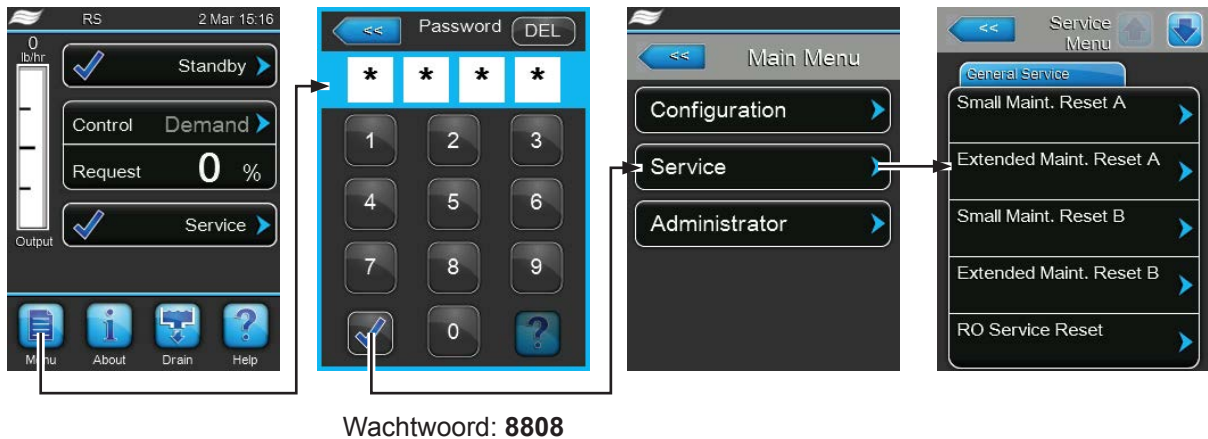 RS 2 Mar 15:16
0
lb/hr
Standby
Control Demand
Request 0 %
Service
Output
Menu About Drain Help
<< Password DEL
* * * *
1 2 3
4 5 6
7 8 9
0 ?
<< Main Menu
Configuration
Service
Administrator
<< Service
Menu
General Service
Small Maint. Reset A
Extended Maint. Reset A
Small Maint. Reset B
Extended Maint. Reset B
RO Service Reset
Wachtwoord: 8808